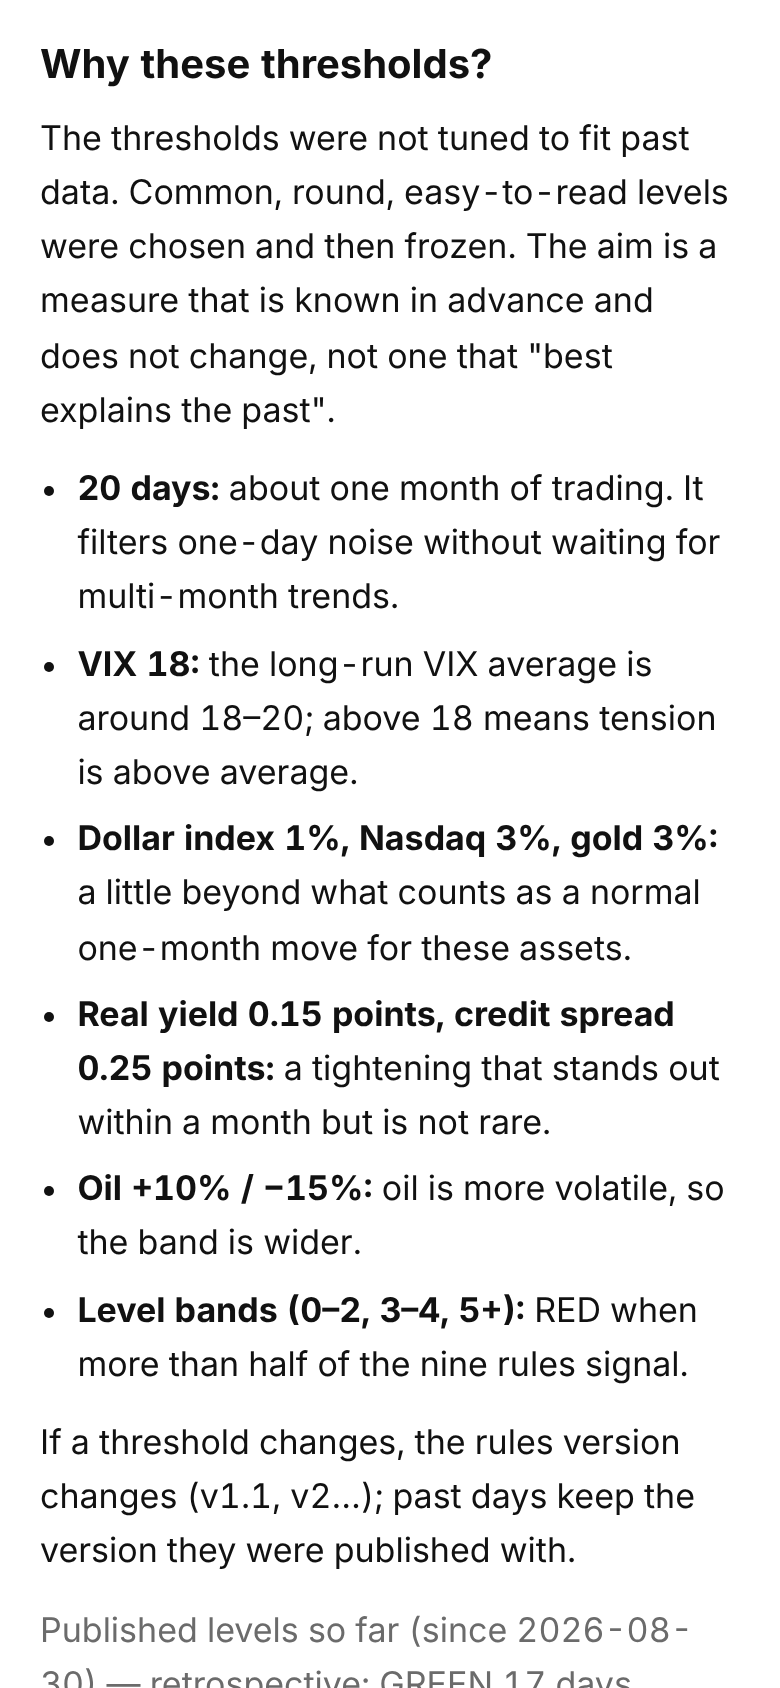 Why these thresholds?
The thresholds were not tuned to fit past
data. Common, round, easy-to-read levels
were chosen and then frozen. The aim is a
measure that is known in advance and
does not change, not one that "best
explains the past".
• 20 days: about one month of trading. It
filters one-day noise without waiting for
multi-month trends.
• VIX 18: the long-run VIX average is
around 18–20; above 18 means tension
is above average.
• Dollar index 1%, Nasdaq 3%, gold 3%:
a little beyond what counts as a normal
one-month move for these assets.
• Real yield 0.15 points, credit spread
0.25 points: a tightening that stands out
within a month but is not rare.
• Oil +10% / −15%: oil is more volatile, so
the band is wider.
• Level bands (0–2, 3–4, 5+): RED when
more than half of the nine rules signal.
If a threshold changes, the rules version
changes (v1.1, v2…); past days keep the
version they were published with.
Published levels so far (since 2026-08-
30) — retrospective: GREEN 17 days